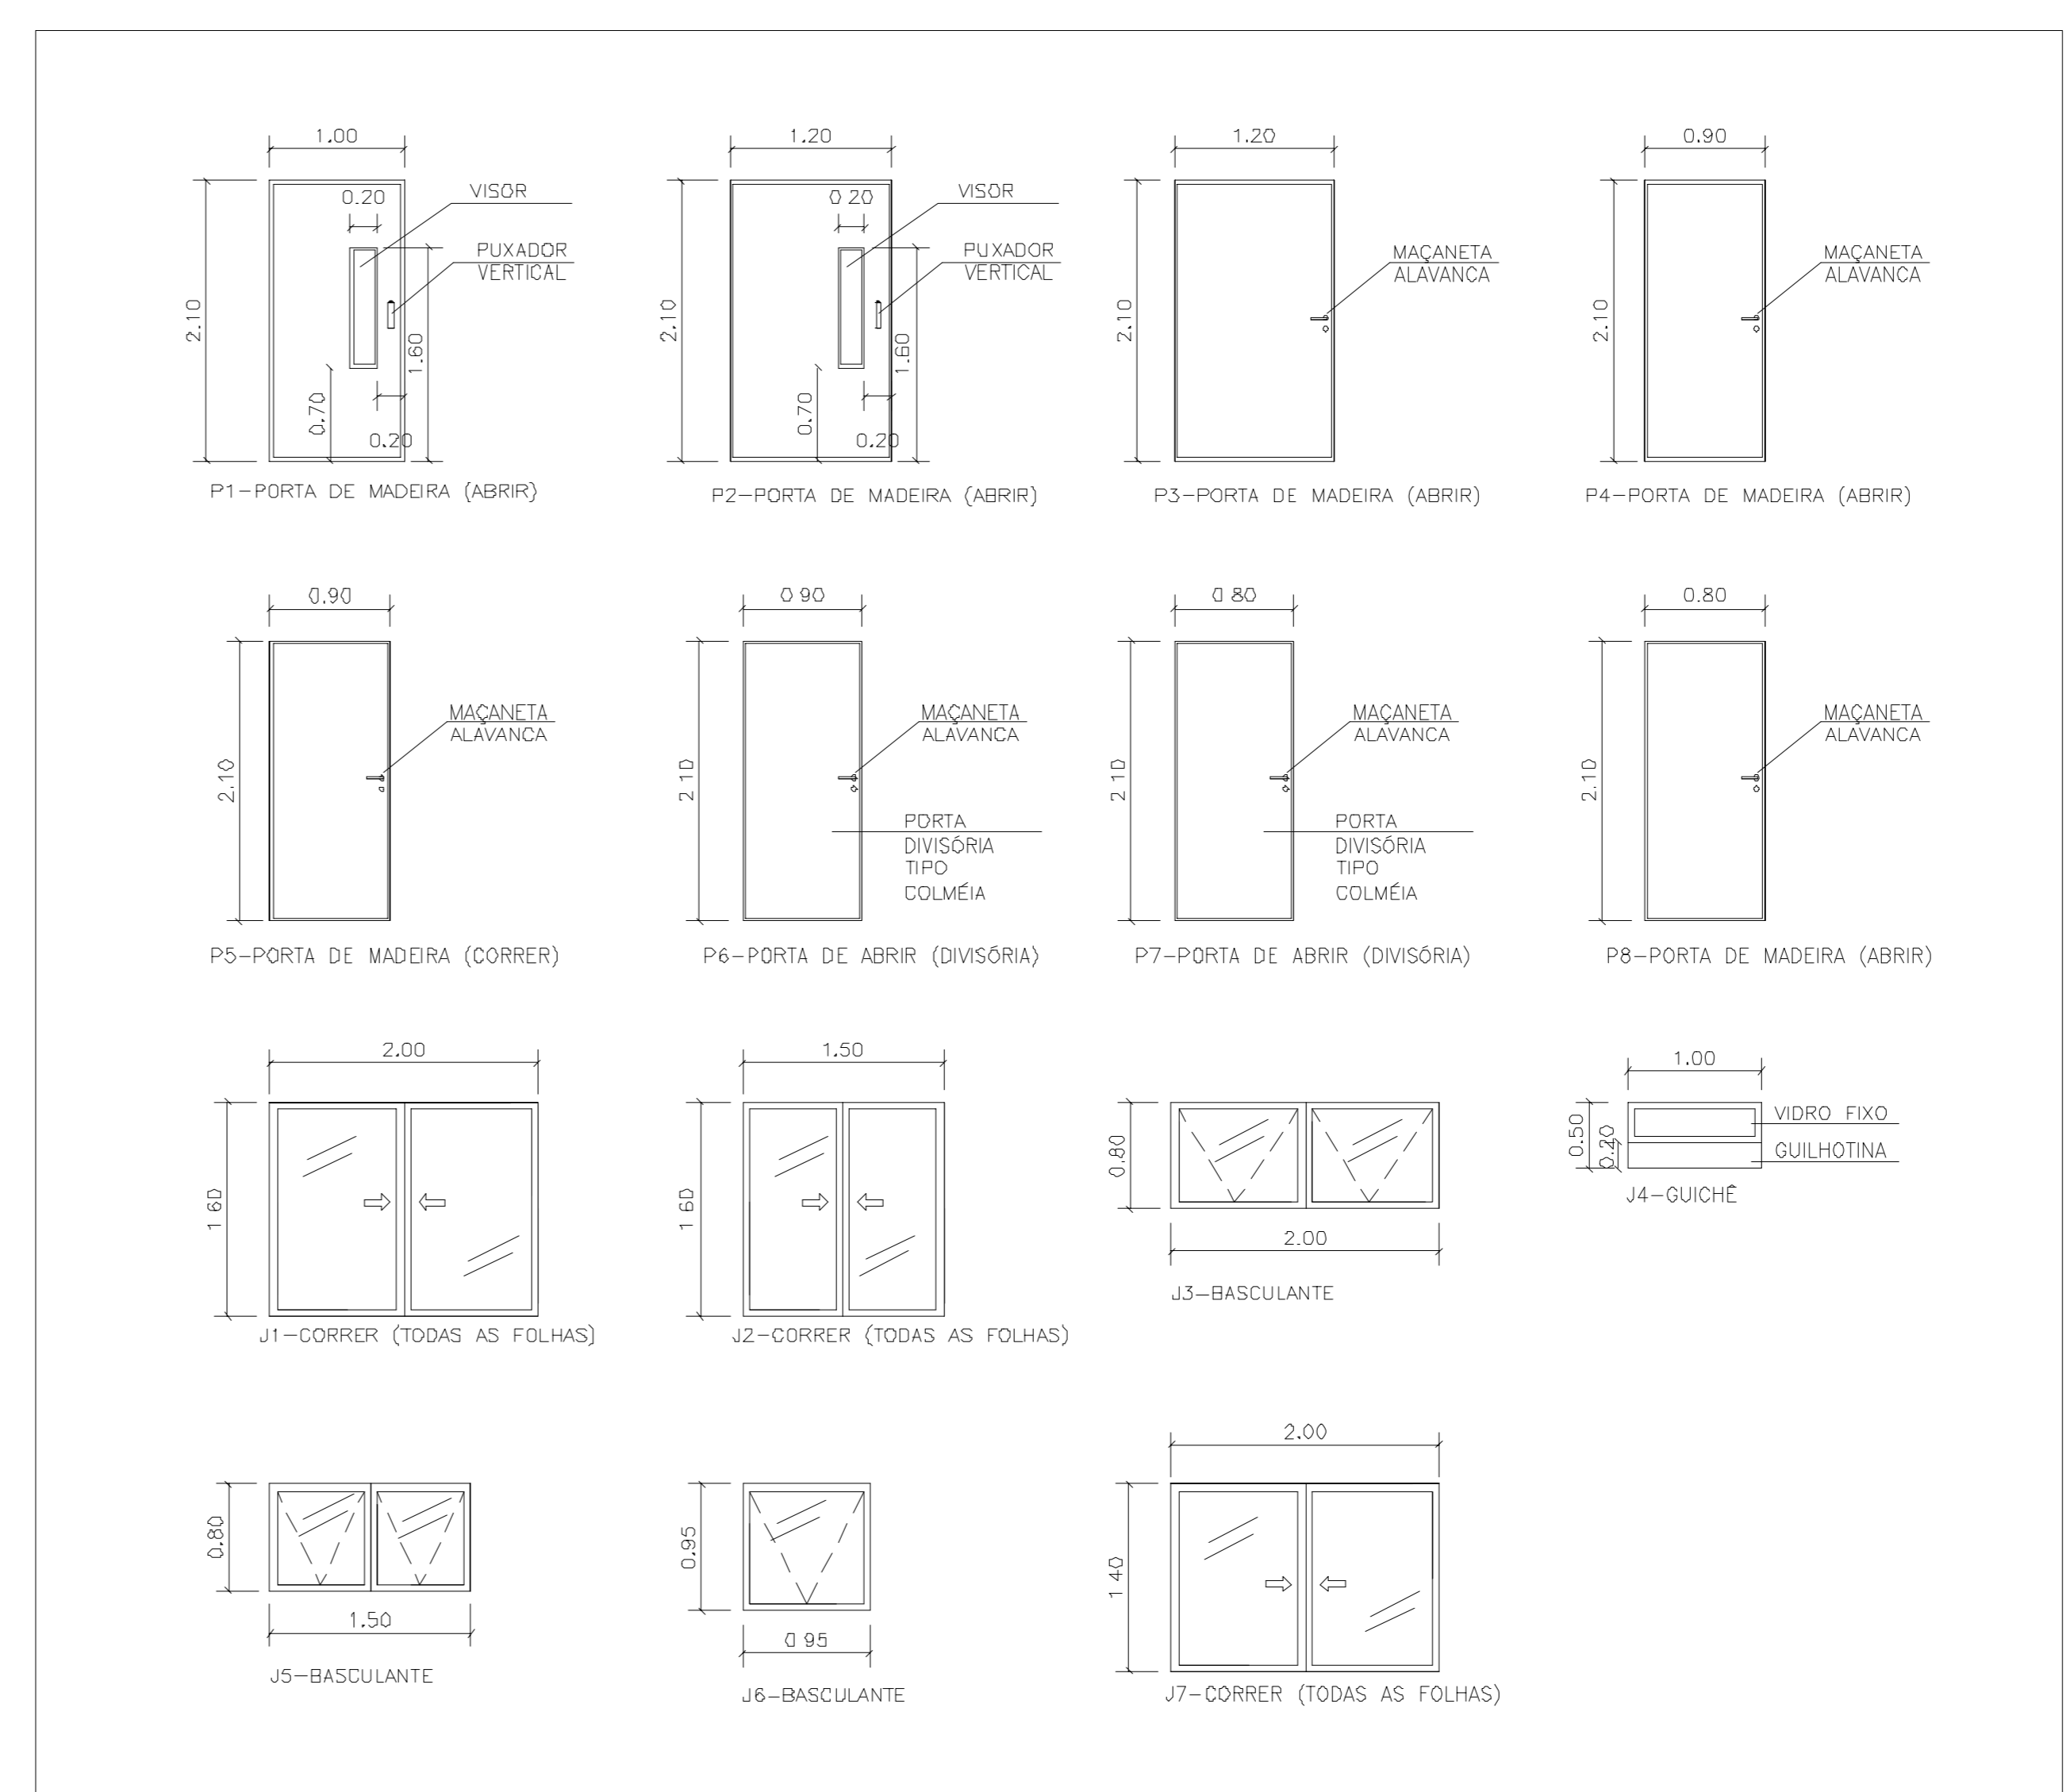 1.00
2.10
0.20
VISOR
PUXADOR
VERTICAL
1.60
0.70
0.20
P1-PORTA DE MADEIRA (ABRIR)
1.20
2.10
0 20
VISOR
PUXADOR
VERTICAL
1.60
0.70
0.20
P2-PORTA DE MADEIRA (ABRIR)
1.20
2.10
MAÇANETA
ALAVANCA
P3-PORTA DE MADEIRA (ABRIR)
0.90
2.10
MAÇANETA
ALAVANCA
P4-PORTA DE MADEIRA (ABRIR)
0.90
2.10
MAÇANETA
ALAVANCA
P5-PORTA DE MADEIRA (CORRER)
0 90
2 10
MAÇANETA
ALAVANCA
PORTA
DIVISÓRIA
TIPO
COLMÉIA
P6-PORTA DE ABRIR (DIVISÓRIA)
0 80
2 10
MAÇANETA
ALAVANCA
PORTA
DIVISÓRIA
TIPO
COLMÉIA
P7-PORTA DE ABRIR (DIVISÓRIA)
0.80
2.10
MAÇANETA
ALAVANCA
P8-PORTA DE MADEIRA (ABRIR)
2.00
1 60
J1-CORRER (TODAS AS FOLHAS)
1.50
1 60
J2-CORRER (TODAS AS FOLHAS)
0.80
2.00
J3-BASCULANTE
1.00
0.50
0.20
VIDRO FIXO
GUILHOTINA
J4-GUICHÊ
0.80
1.50
J5-BASCULANTE
0.95
0 95
J6-BASCULANTE
2.00
1 40
J7-CORRER (TODAS AS FOLHAS)